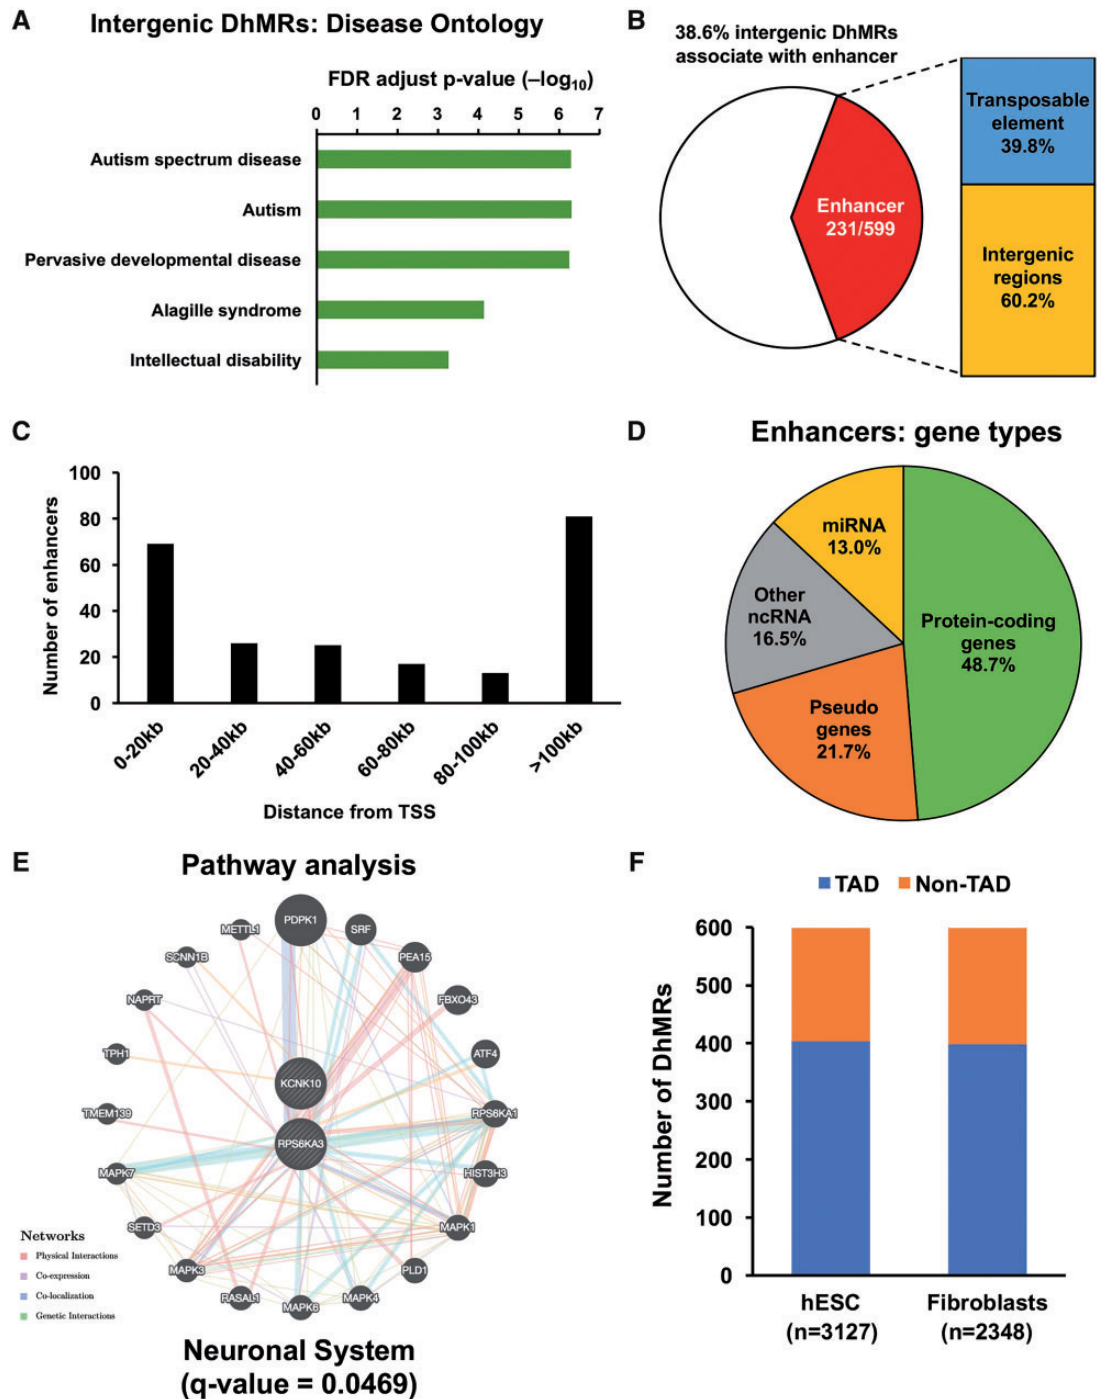 A
Intergenic DhMRs: Disease Ontology
FDR adjust p-value (–log10)
0 1 2 3 4 5 6 7
Autism spectrum disease
Autism
Pervasive developmental disease
Alagille syndrome
Intellectual disability
B
38.6% intergenic DhMRs
associate with enhancer
Enhancer
231/599
Transposable
element
39.8%
Intergenic
regions
60.2%
C
Number of enhancers
100
80
60
40
20
0
0-20kb
20-40kb
40-60kb
60-80kb
80-100kb
>100kb
Distance from TSS
D
Enhancers: gene types
miRNA
13.0%
Other
ncRNA
16.5%
Protein-coding
genes
48.7%
Pseudo
genes
21.7%
E
Pathway analysis
PDPK1
METTL1
SRF
SCNN1B
PEA15
NAPRT
FBXO43
TPH1
ATF4
KCNK10
TMEM139
RPS6KA1
RPS6KA3
MAPK7
HIST3H3
SETD3
MAPK1
MAPK3
PLD1
RASAL1
MAPK4
MAPK6
Networks
Physical Interactions
Co-expression
Co-localization
Genetic Interactions
Neuronal System
(q-value = 0.0469)
F
TAD Non-TAD
Number of DhMRs
600
500
400
300
200
100
0
hESC
(n=3127)
Fibroblasts
(n=2348)